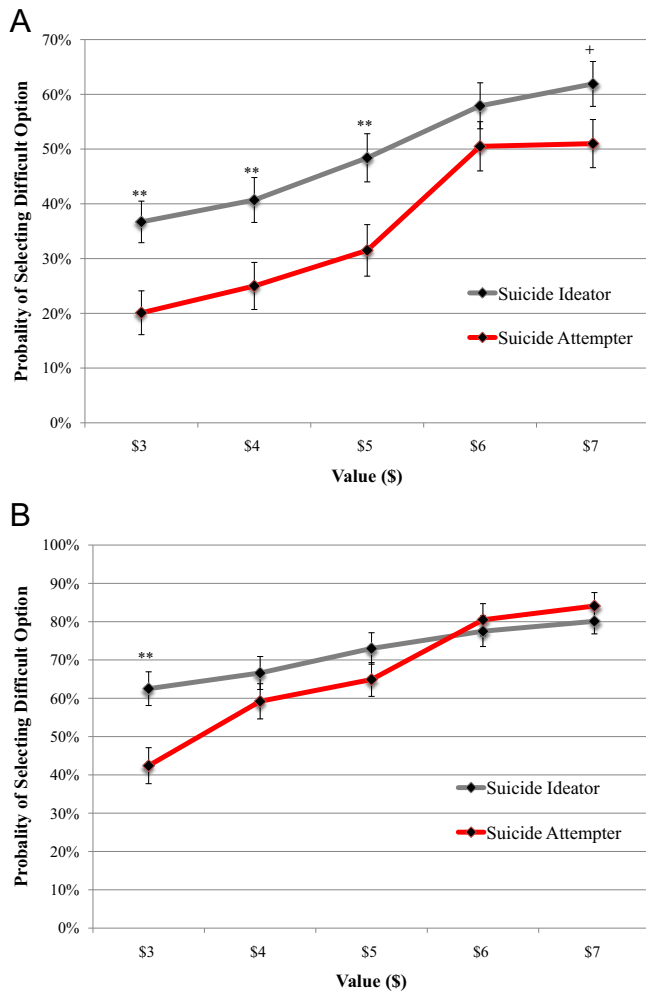 A
70%
60%
50%
40%
30%
20%
10%
0%
Probality of Selecting Difficult Option
+
**
**
**
Suicide Ideator
Suicide Attempter
$3 $4 $5 $6 $7
Value ($)
B
100%
90%
80%
70%
60%
50%
40%
30%
20%
10%
0%
Probality of Selecting Difficult Option
**
Suicide Ideator
Suicide Attempter
$3 $4 $5 $6 $7
Value ($)